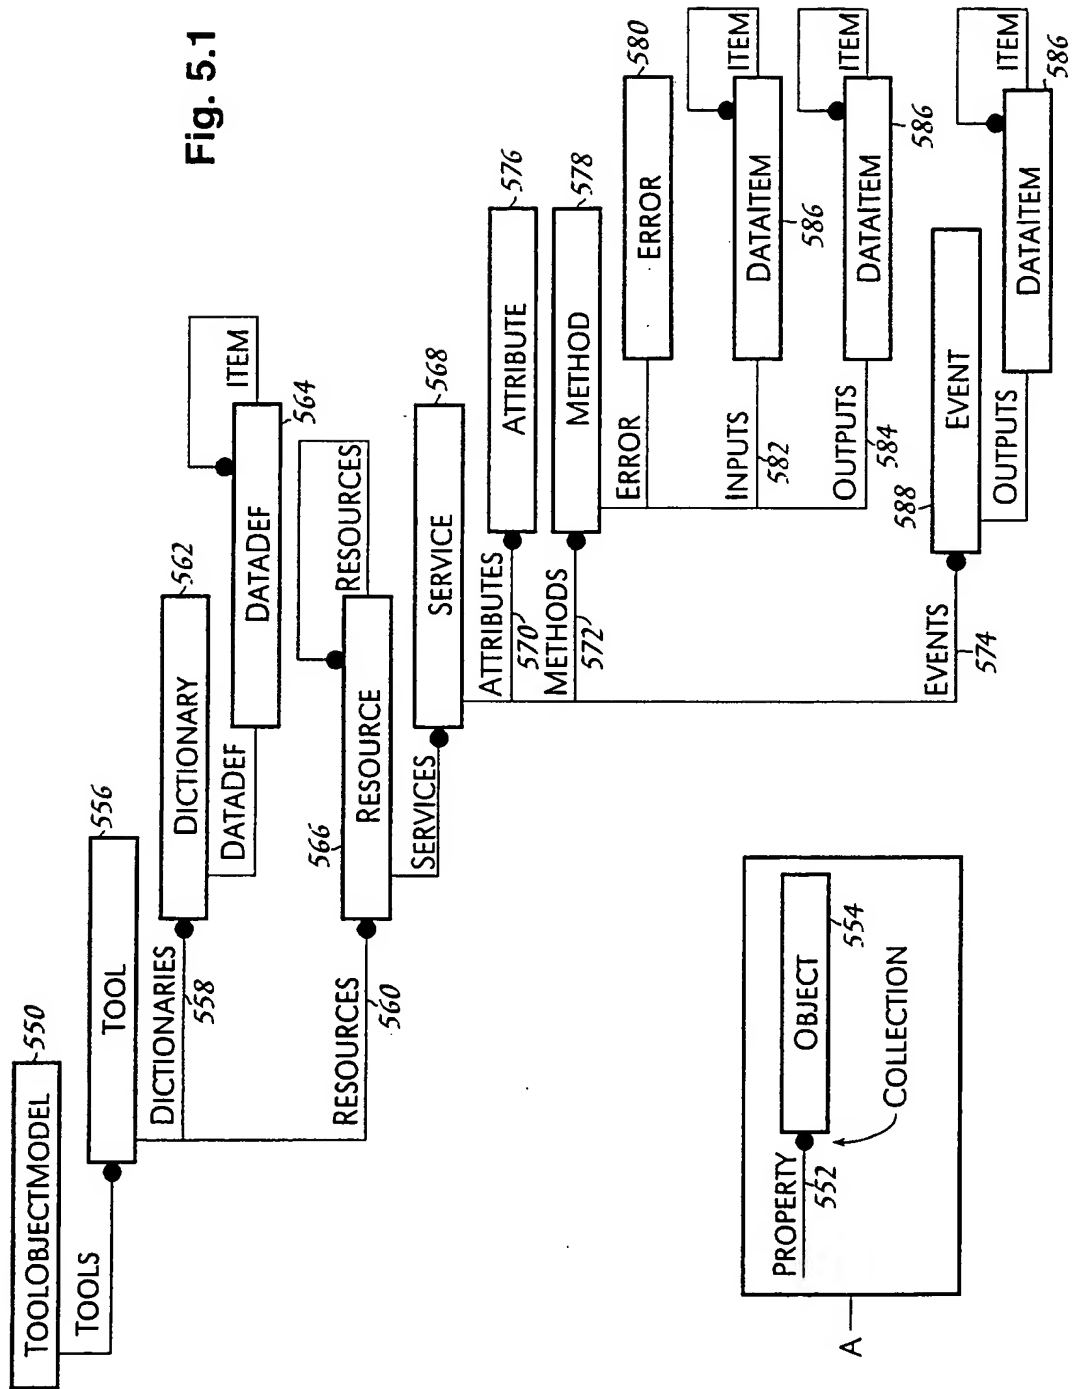 Fig. 5.1
TOOLOBJECTMODEL
550
TOOLS
TOOL
556
DICTIONARIES
558
DICTIONARY
562
DATADEF
DATADEF
564
ITEM
RESOURCES
560
RESOURCE
566
RESOURCES
SERVICES
SERVICE
568
ATTRIBUTES
570
ATTRIBUTE
576
METHODS
572
METHOD
578
ERROR
ERROR
580
INPUTS
582
DATAITEM
586
ITEM
OUTPUTS
584
DATAITEM
586
ITEM
EVENTS
574
EVENT
588
OUTPUTS
DATAITEM
586
ITEM
PROPERTY
552
OBJECT
554
COLLECTION
A